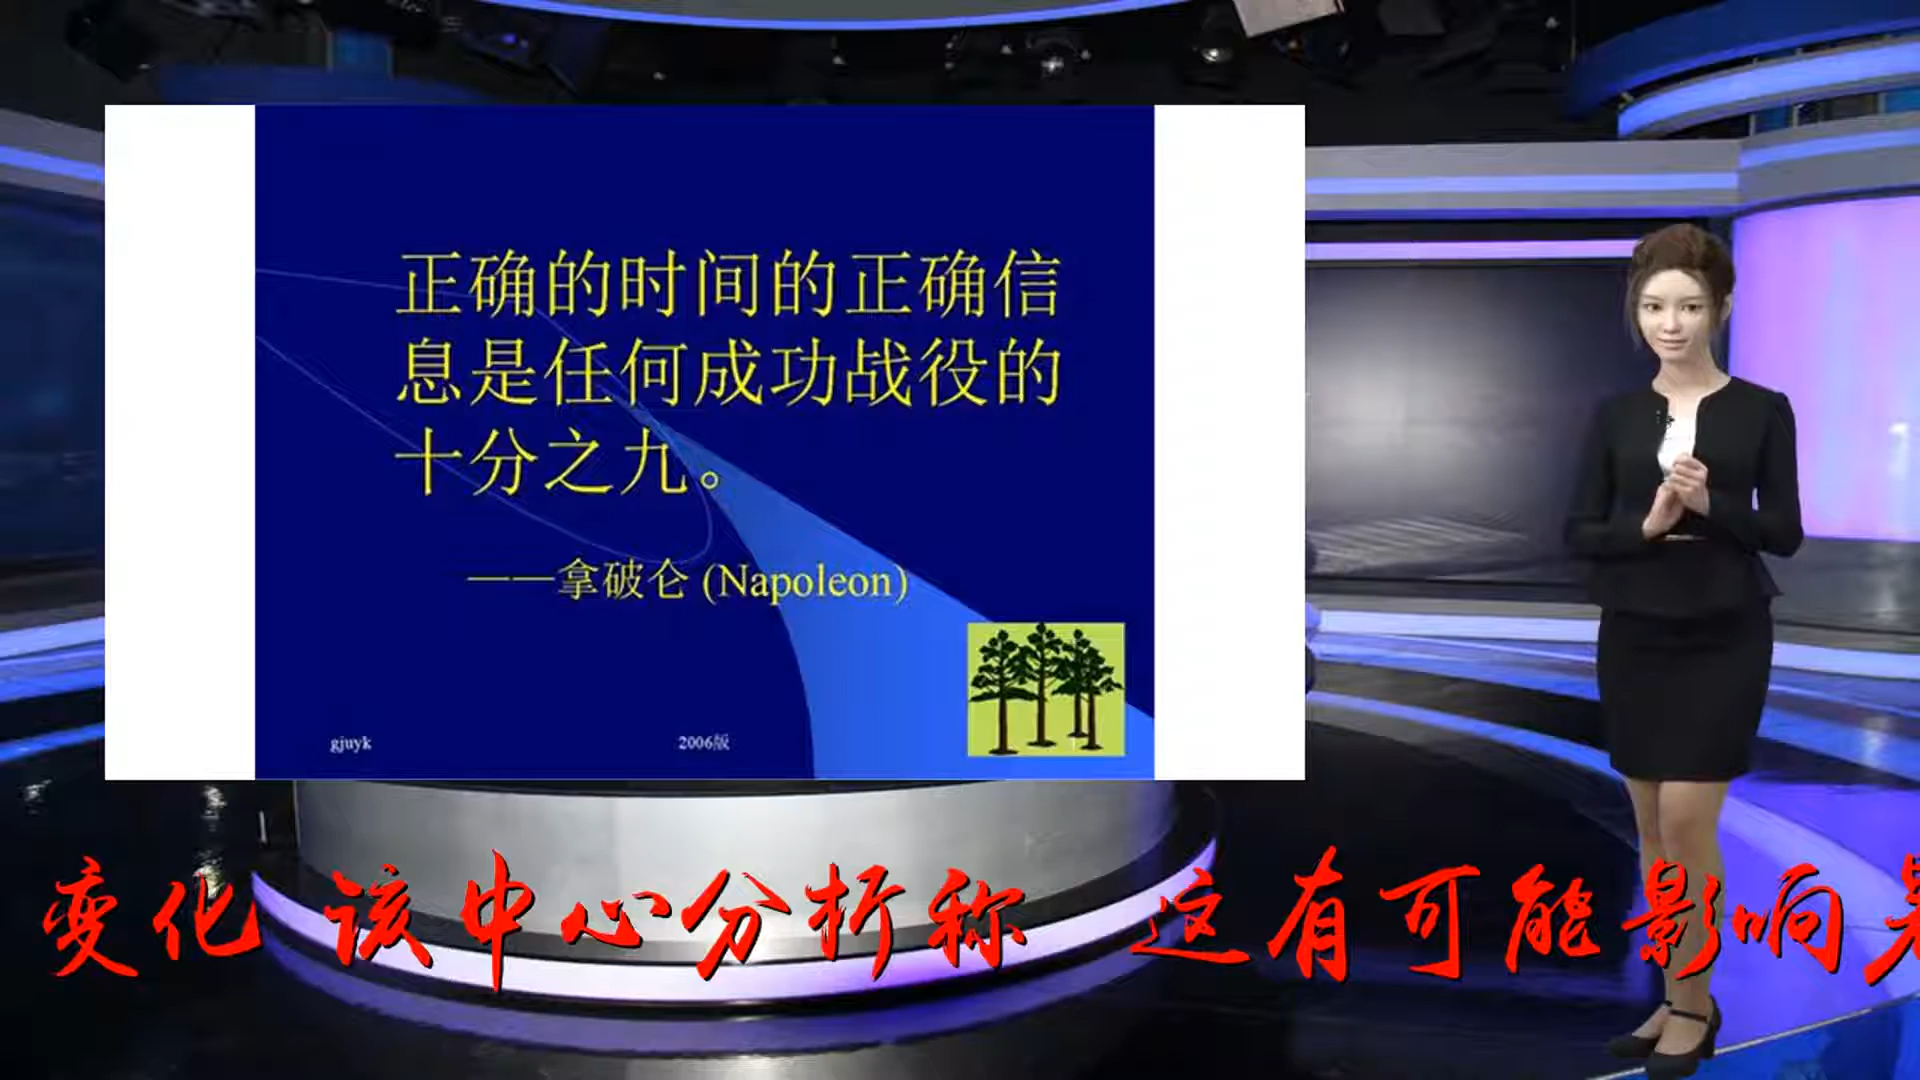 正确的时间的正确信
息是任何成功战役的
十分之九。
——拿破仑 (Napoleon)
gjuyk 2006版
变化 该中心分析称 这有可能影响